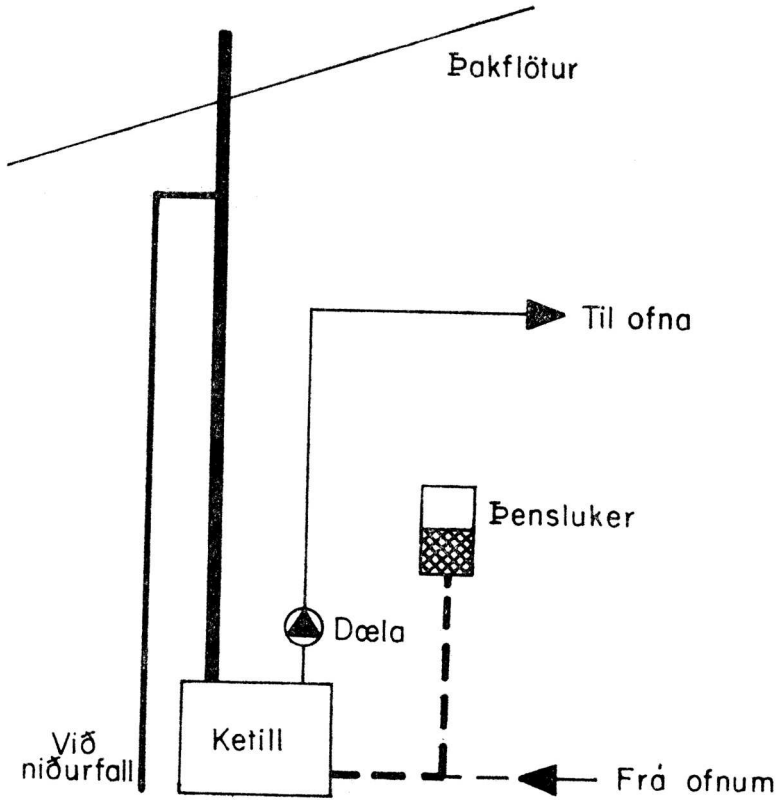 Þakflötur
Til ofna
Þensluker
Dæla
Ketill
Við
niðurfall
Frá ofnum